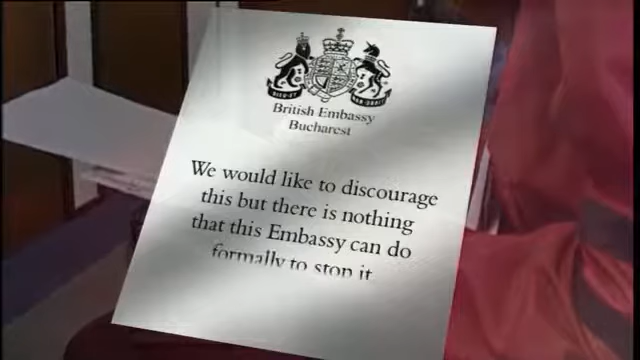 British Embassy
Bucharest
We would like to discourage
this but there is nothing
that this Embassy can do
formally to stop it